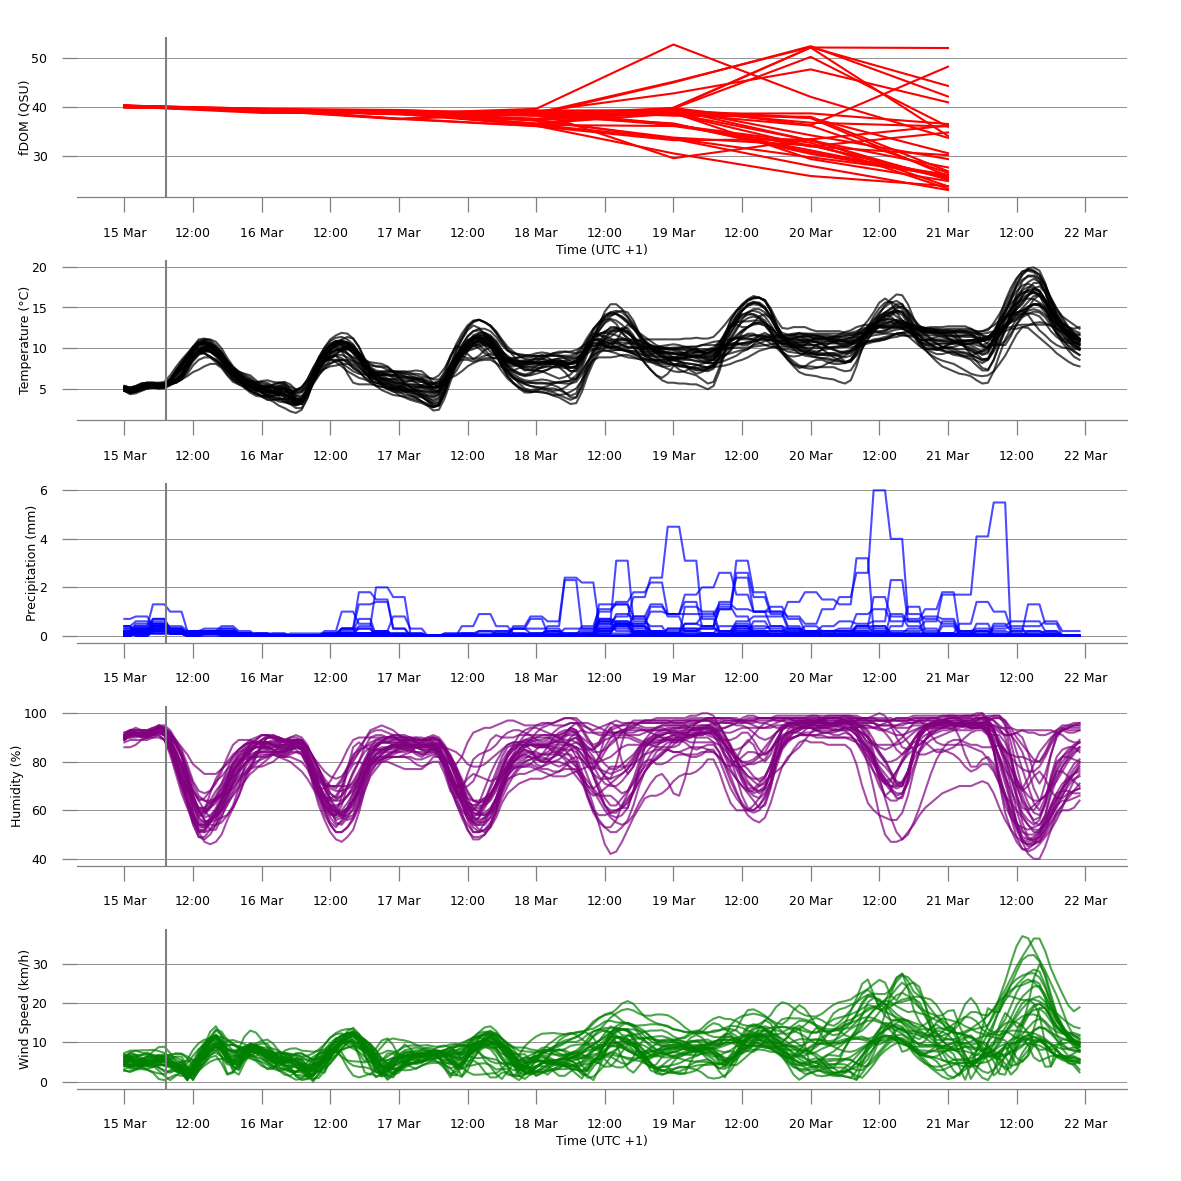 fDOM (QSU)
50
40
30
15 Mar 12:00 16 Mar 12:00 17 Mar 12:00 18 Mar 12:00 19 Mar 12:00 20 Mar 12:00 21 Mar 12:00 22 Mar
Time (UTC +1)
Temperature (°C)
20
15
10
5
15 Mar 12:00 16 Mar 12:00 17 Mar 12:00 18 Mar 12:00 19 Mar 12:00 20 Mar 12:00 21 Mar 12:00 22 Mar
Precipitation (mm)
6
4
2
0
15 Mar 12:00 16 Mar 12:00 17 Mar 12:00 18 Mar 12:00 19 Mar 12:00 20 Mar 12:00 21 Mar 12:00 22 Mar
Humidity (%)
100
80
60
40
15 Mar 12:00 16 Mar 12:00 17 Mar 12:00 18 Mar 12:00 19 Mar 12:00 20 Mar 12:00 21 Mar 12:00 22 Mar
Wind Speed (km/h)
30
20
10
0
15 Mar 12:00 16 Mar 12:00 17 Mar 12:00 18 Mar 12:00 19 Mar 12:00 20 Mar 12:00 21 Mar 12:00 22 Mar
Time (UTC +1)